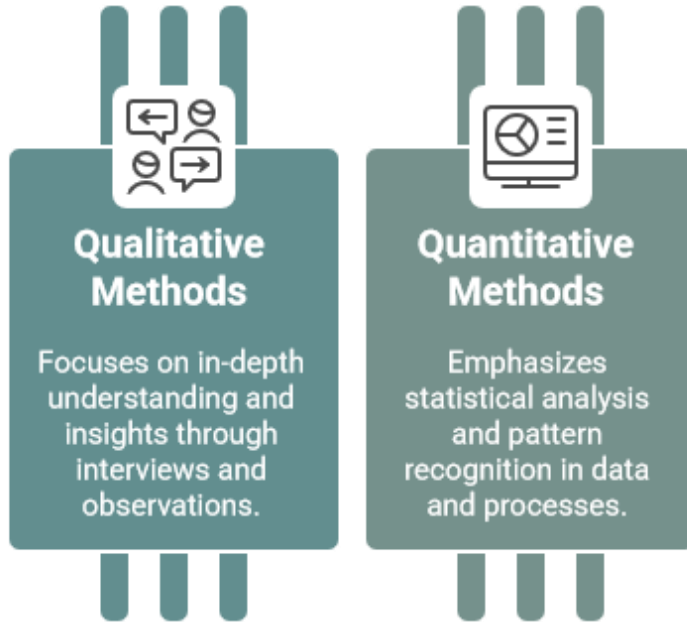 Qualitative
Methods
Focuses on in-depth
understanding and
insights through
interviews and
observations.
Quantitative
Methods
Emphasizes
statistical analysis
and pattern
recognition in data
and processes.